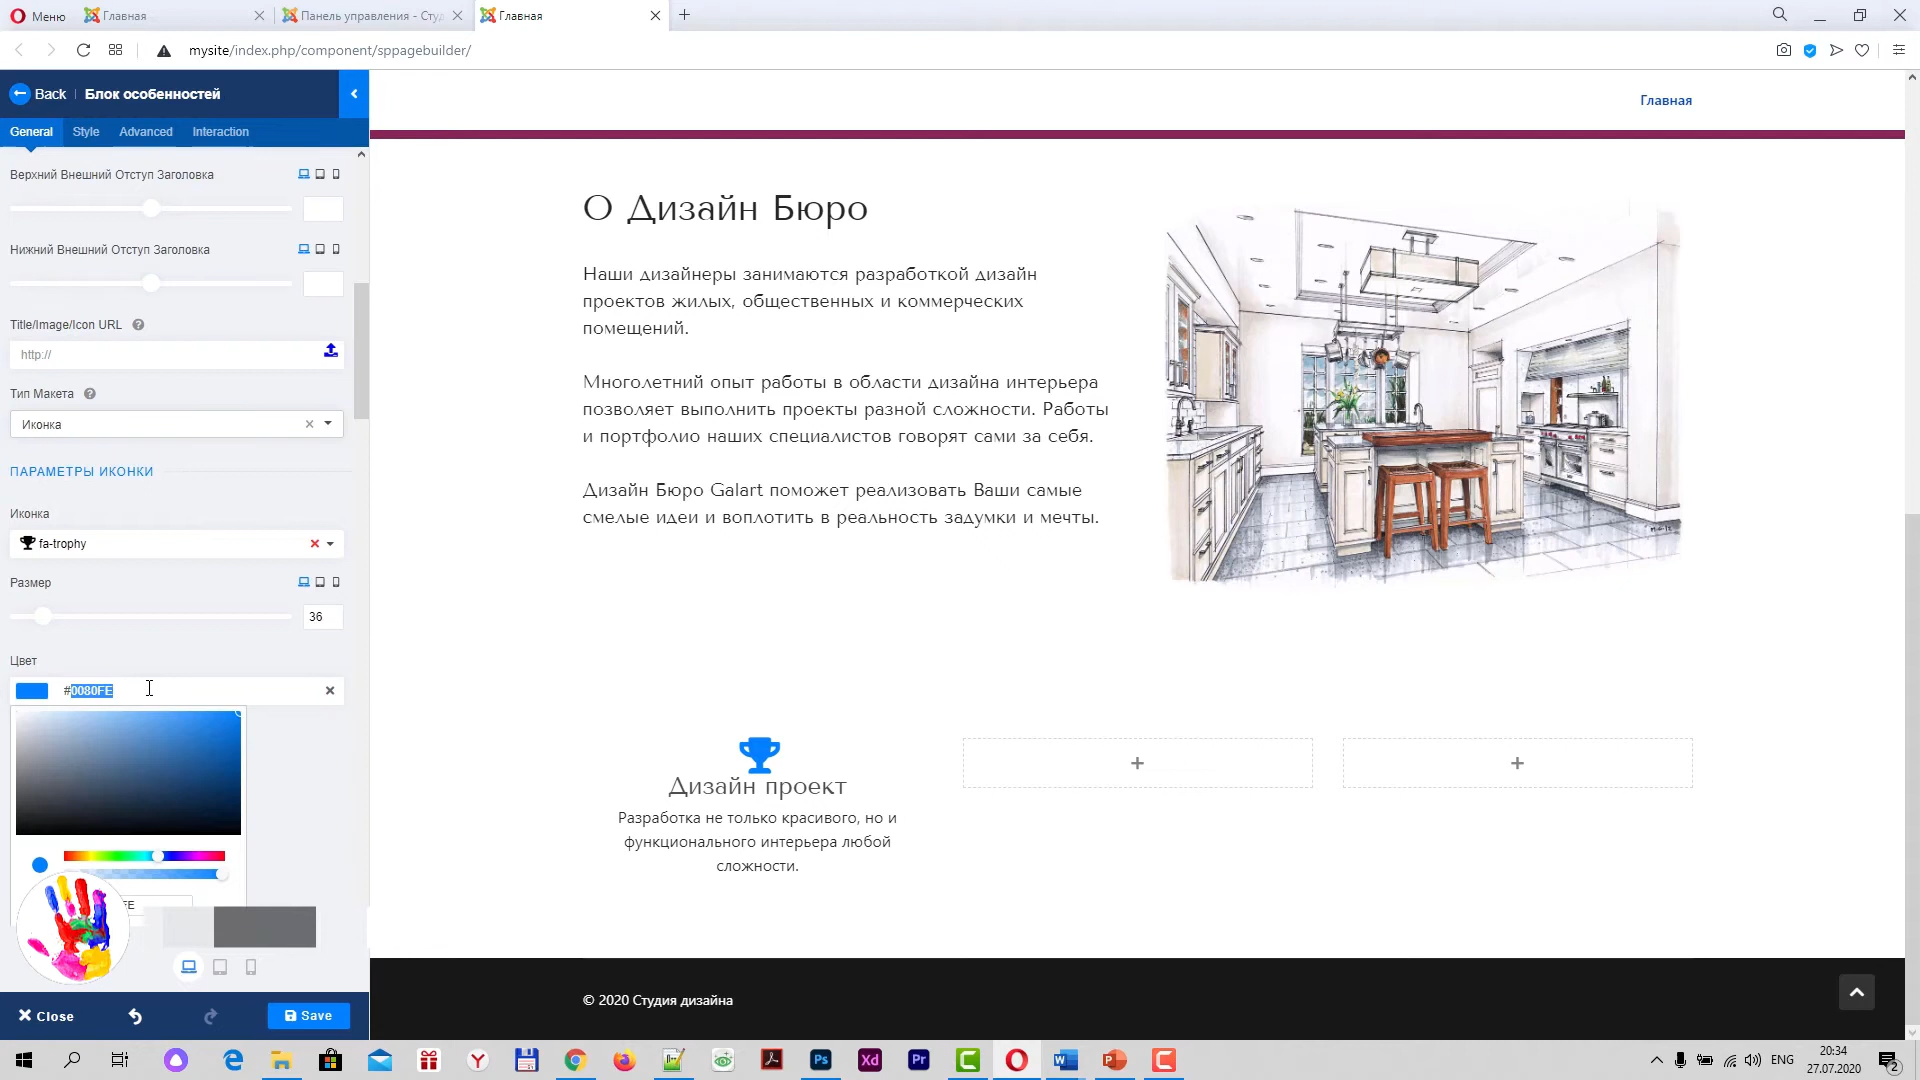 Меню
Главная
Панель управления - Студ
Главная
mysite/index.php/component/sppagebuilder/
Back
Блок особенностей
General Style Advanced Interaction
Верхний Внешний Отступ Заголовка
Нижний Внешний Отступ Заголовка
Title/Image/Icon URL
http://
Тип Макета
Иконка
ПАРАМЕТРЫ ИКОНКИ
Иконка
fa-trophy
Размер
36
Цвет
#0080FE
FE
Close
Save
Главная
О Дизайн Бюро
Наши дизайнеры занимаются разработкой дизайн
проектов жилых, общественных и коммерческих
помещений.
Многолетний опыт работы в области дизайна интерьера
позволяет выполнить проекты разной сложности. Работы
и портфолио наших специалистов говорят сами за себя.
Дизайн Бюро Galart поможет реализовать Ваши самые
смелые идеи и воплотить в реальность задумки и мечты.
Дизайн проект
Разработка не только красивого, но и
функционального интерьера любой
сложности.
© 2020 Студия дизайна
ENG
20:34
27.07.2020
2